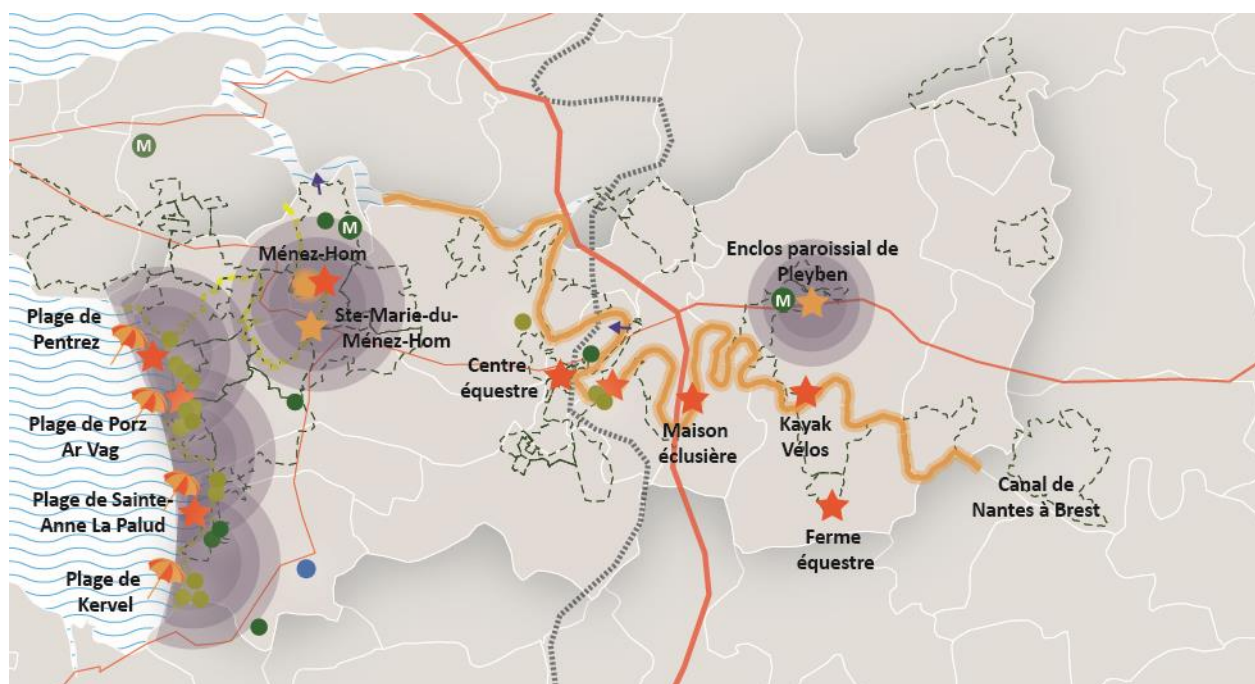 M
Ménez-Hom
M
Enclos paroissial de
Pleyben
M
Plage de
Pentrez
Ste-Marie-du-
Ménez-Hom
Centre
équestre
Plage de Porz
Ar Vag
Maison
éclusière
Kayak
Vélos
Plage de Sainte-
Anne La Palud
Canal de
Nantes à Brest
Ferme
équestre
Plage de
Kervel